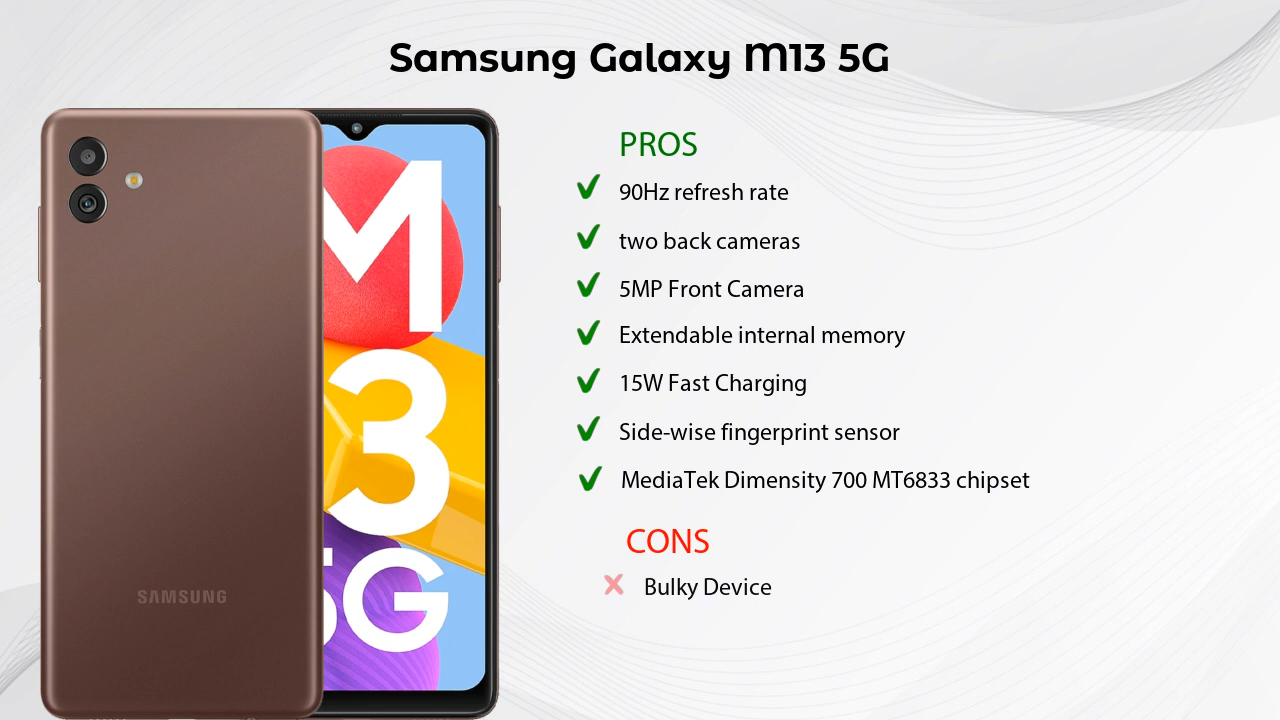 Samsung Galaxy M13 5G
PROS
90Hz refresh rate
two back cameras
5MP Front Camera
Extendable internal memory
15W Fast Charging
Side-wise fingerprint sensor
MediaTek Dimensity 700 MT6833 chipset
CONS
Bulky Device
SAMSUNG
M
3
5G